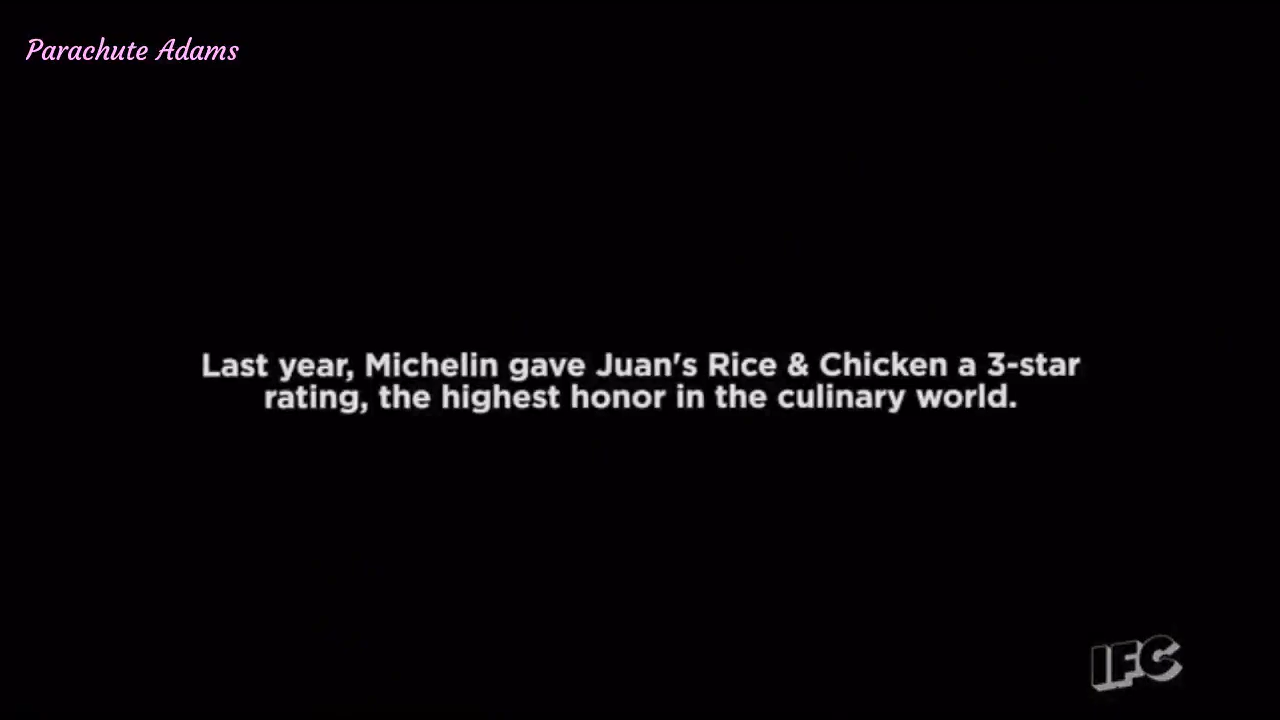 Parachute Adams
Last year, Michelin gave Juan's Rice & Chicken a 3-star
rating, the highest honor in the culinary world.
IFC